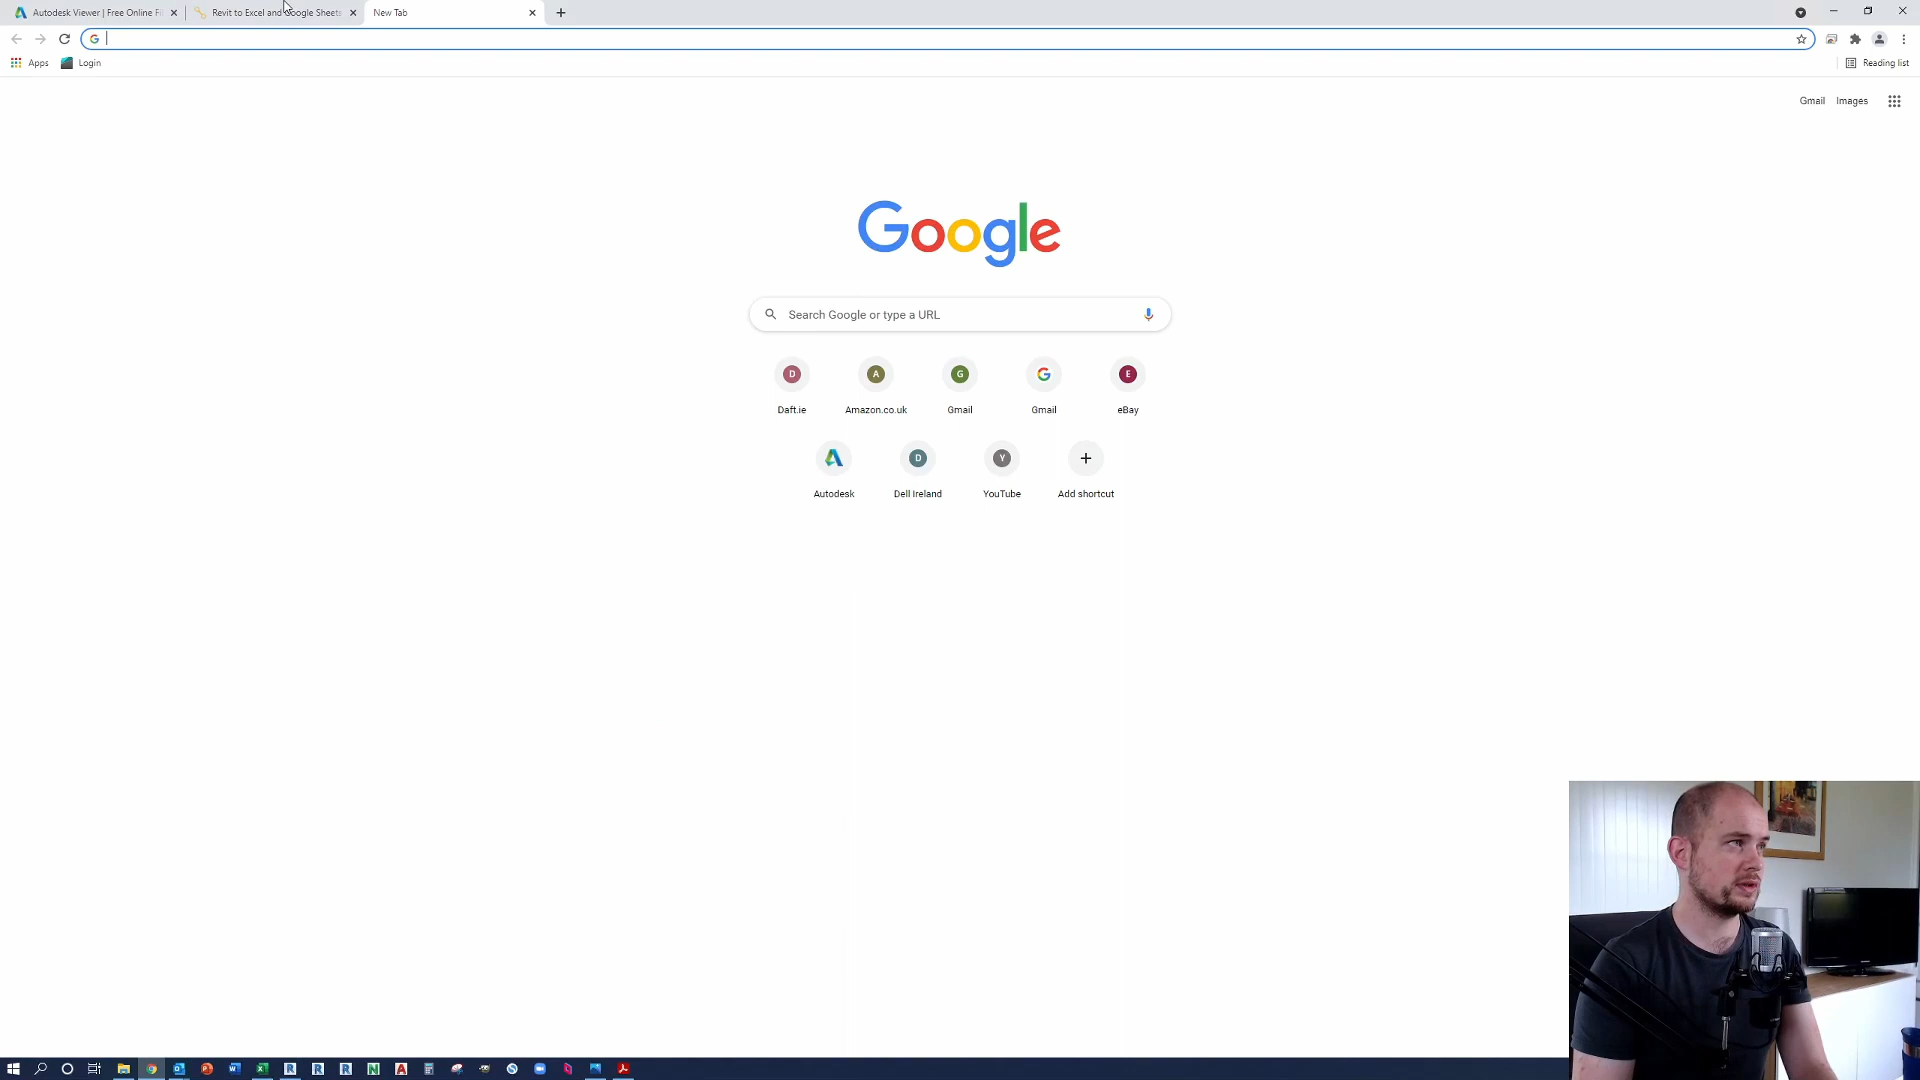 Autodesk Viewer | Free Online Fi
Revit to Excel and Google Sheets
New Tab
Apps
Login
Reading list
Gmail
Images
Google
Search Google or type a URL
D
A
G
E
Daft.ie
Amazon.co.uk
Gmail
Gmail
eBay
D
Y
Autodesk
Dell Ireland
YouTube
Add shortcut